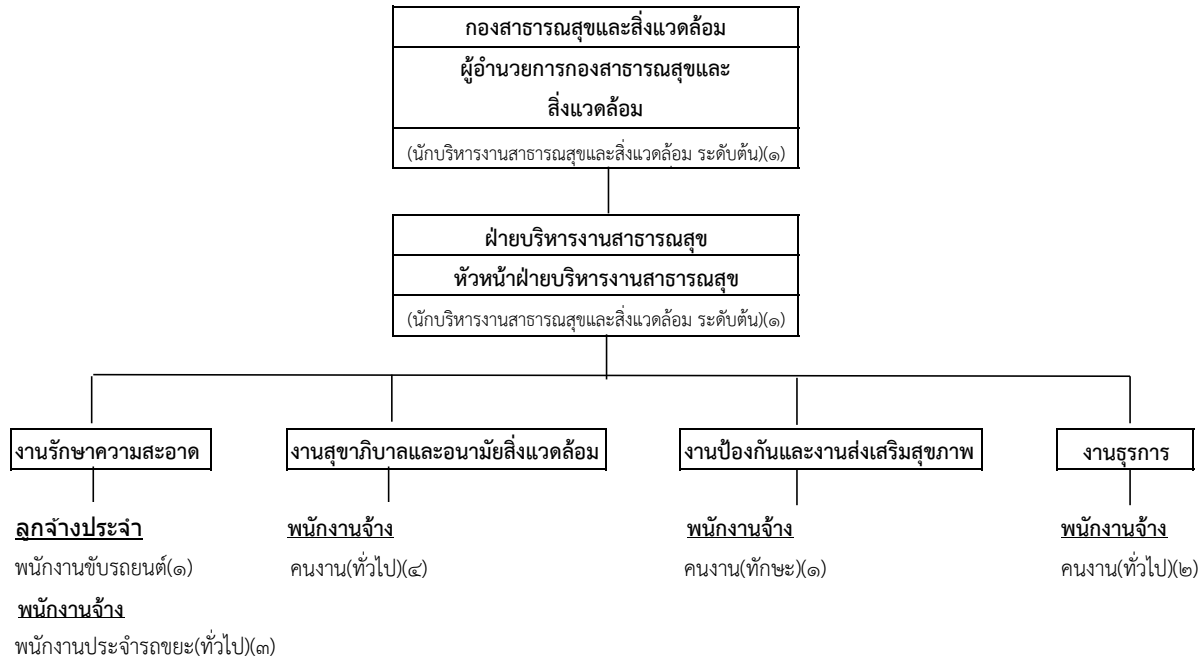 กองสาธารณสุขและสิ่งแวดล้อม
ผู้อำนวยการกองสาธารณสุขและ
สิ่งแวดล้อม
(นักบริหารงานสาธารณสุขและสิ่งแวดล้อม ระดับต้น)(๑)
ฝ่ายบริหารงานสาธารณสุข
หัวหน้าฝ่ายบริหารงานสาธารณสุข
(นักบริหารงานสาธารณสุขและสิ่งแวดล้อม ระดับต้น)(๑)
งานรักษาความสะอาด
ลูกจ้างประจำ
พนักงานขับรถยนต์(๑)
พนักงานจ้าง
พนักงานประจำรถขยะ(ทั่วไป)(๓)
งานสุขาภิบาลและอนามัยสิ่งแวดล้อม
พนักงานจ้าง
คนงาน(ทั่วไป)(๔)
งานป้องกันและงานส่งเสริมสุขภาพ
พนักงานจ้าง
คนงาน(ทักษะ)(๑)
งานธุรการ
พนักงานจ้าง
คนงาน(ทั่วไป)(๒)